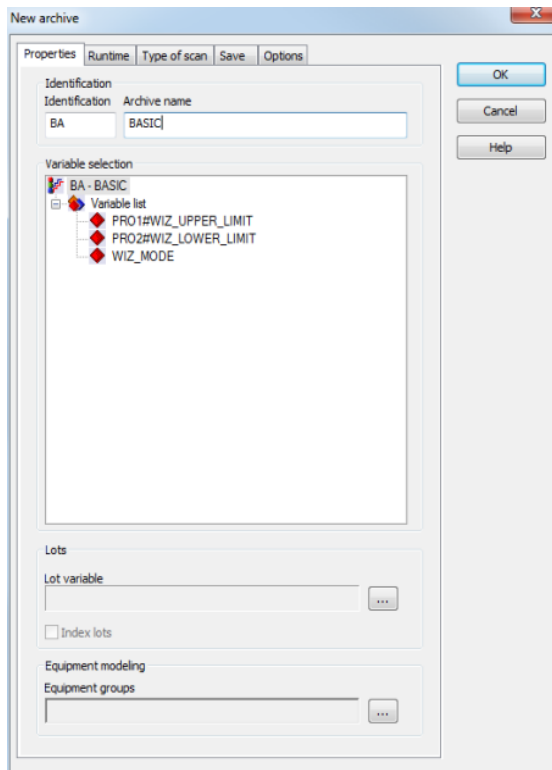 New archive
Properties Runtime Type of scan Save Options
OK
Cancel
Help
Identification
Identification Archive name
BA BASIC
Variable selection
BA - BASIC
Variable list
PRO1#WIZ_UPPER_LIMIT
PRO2#WIZ_LOWER_LIMIT
WIZ_MODE
Lots
Lot variable
...
Index lots
Equipment modeling
Equipment groups
...